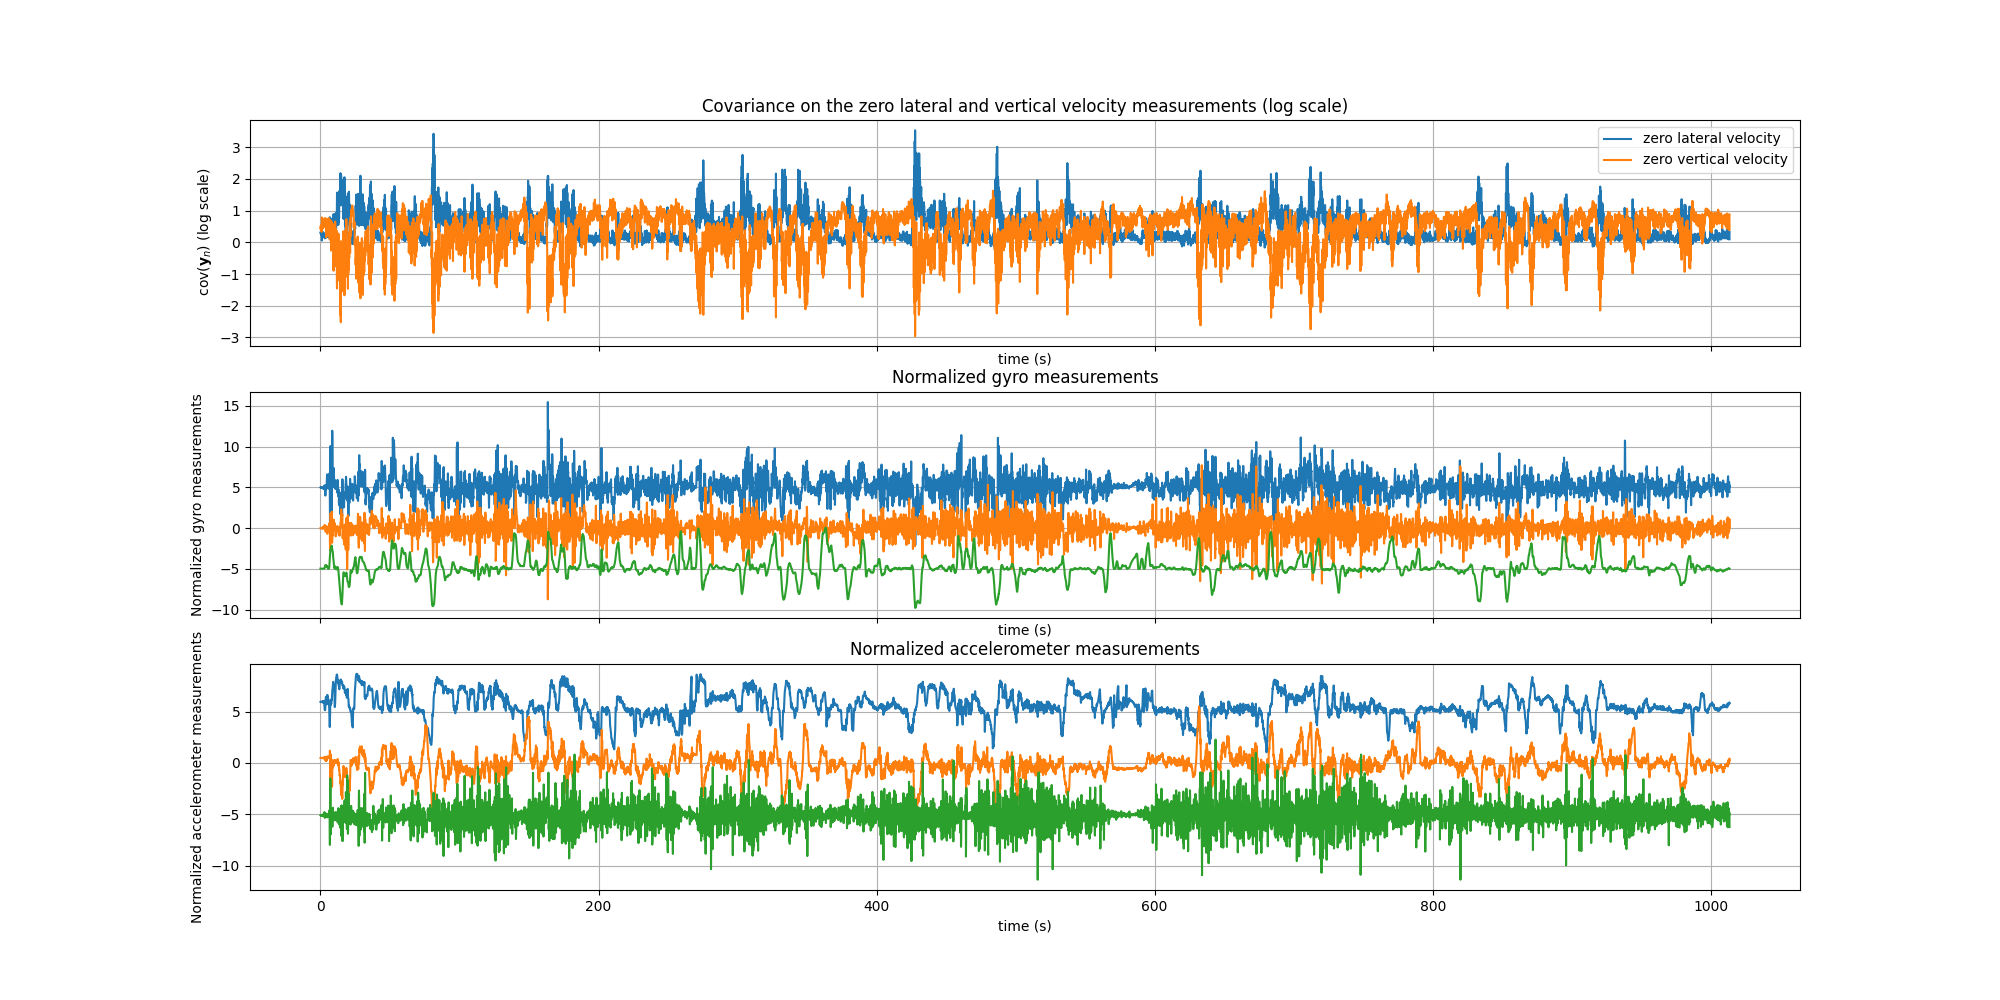 Covariance on the zero lateral and vertical velocity measurements (log scale)
cov(yₙ) (log scale)
3
2
1
0
−1
−2
−3
zero lateral velocity
zero vertical velocity
time (s)
Normalized gyro measurements
Normalized gyro measurements
15
10
5
0
−5
−10
time (s)
Normalized accelerometer measurements
Normalized accelerometer measurements
5
0
−5
−10
0 200 400 600 800 1000
time (s)